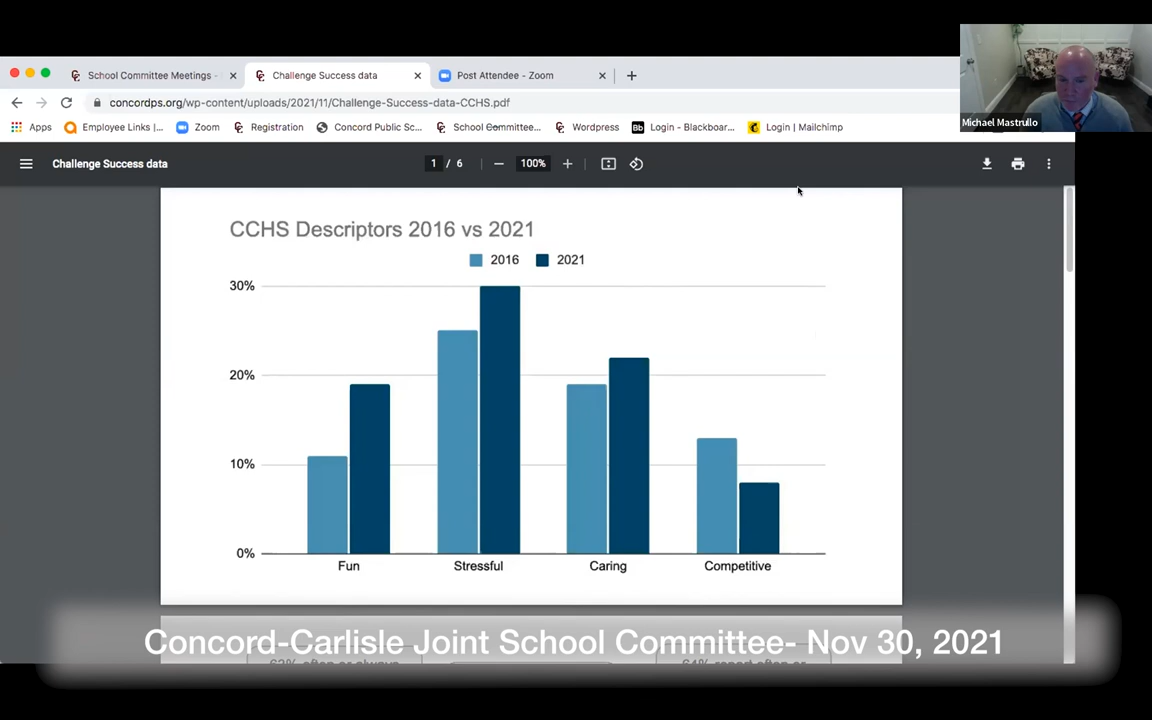 School Committee Meetings -
Challenge Success data
Post Attendee - Zoom
concordps.org/wp-content/uploads/2021/11/Challenge-Success-data-CCHS.pdf
Michael Mastrullo
Apps
Employee Links |...
Zoom
Registration
Concord Public Sc...
School Committee...
Wordpress
Bb
Login - Blackboar...
Login | Mailchimp
Challenge Success data
1 / 6
100%
CCHS Descriptors 2016 vs 2021
2016
2021
30%
20%
10%
0%
Fun
Stressful
Caring
Competitive
Concord-Carlisle Joint School Committee- Nov 30, 2021